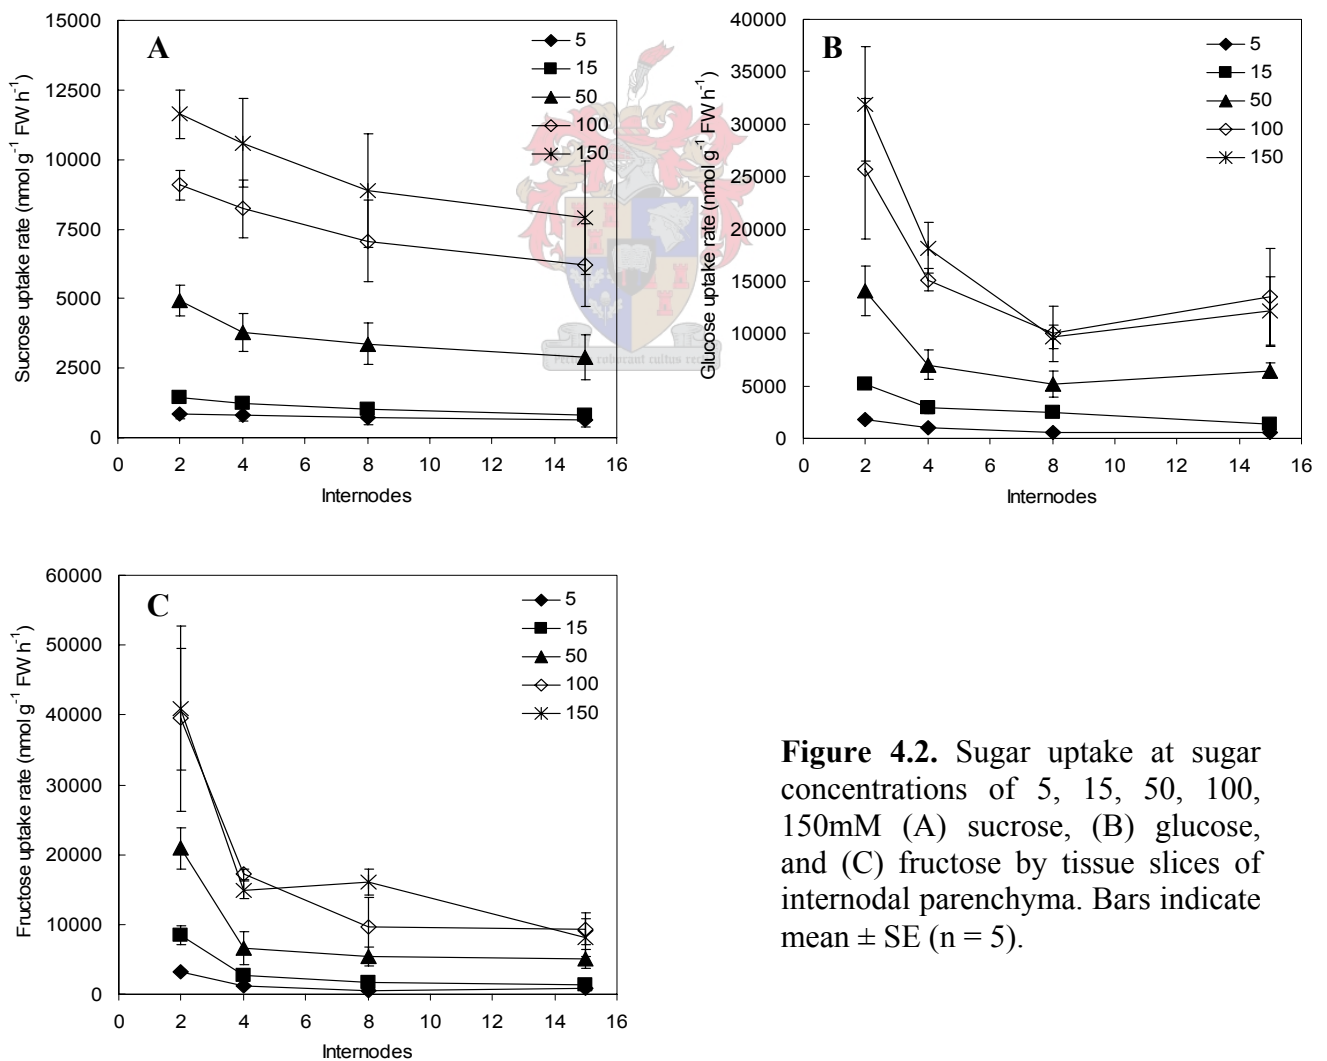 A
15000
12500
10000
7500
5000
2500
0
Sucrose uptake rate (nmol g⁻¹ FW h⁻¹)
0 2 4 6 8 10 12 14 16
Internodes
5
15
50
100
150
B
40000
35000
30000
25000
20000
15000
10000
5000
0
Glucose uptake rate (nmol g⁻¹ FW h⁻¹)
0 2 4 6 8 10 12 14 16
Internodes
5
15
50
100
150
C
60000
50000
40000
30000
20000
10000
0
Fructose uptake rate (nmol g⁻¹ FW h⁻¹)
0 2 4 6 8 10 12 14 16
Internodes
5
15
50
100
150
Figure 4.2. Sugar uptake at sugar
concentrations of 5, 15, 50, 100,
150mM (A) sucrose, (B) glucose,
and (C) fructose by tissue slices of
internodal parenchyma. Bars indicate
mean ± SE (n = 5).
roborant cultus